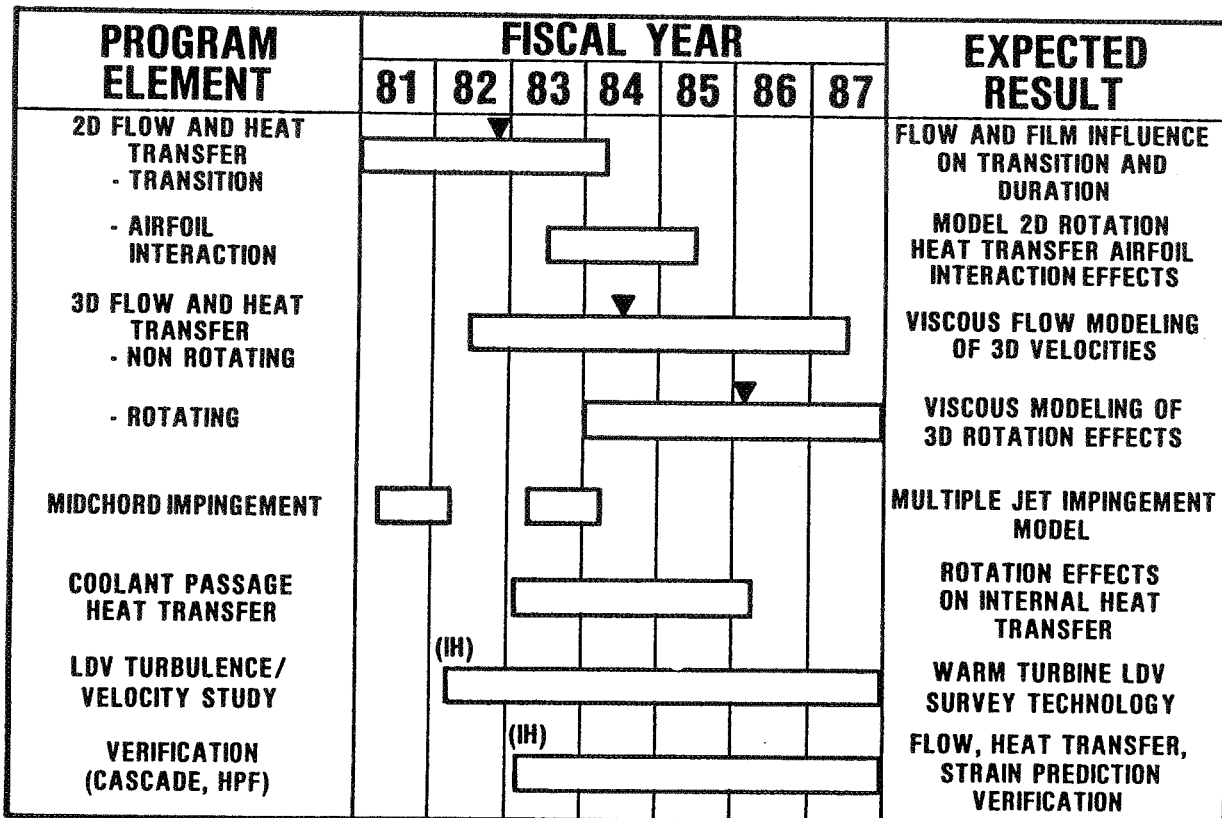 PROGRAM
ELEMENT
FISCAL YEAR
81 82 83 84 85 86 87
EXPECTED
RESULT
2D FLOW AND HEAT
TRANSFER
- TRANSITION
FLOW AND FILM INFLUENCE
ON TRANSITION AND
DURATION
- AIRFOIL
INTERACTION
MODEL 2D ROTATION
HEAT TRANSFER AIRFOIL
INTERACTION EFFECTS
3D FLOW AND HEAT
TRANSFER
- NON ROTATING
VISCOUS FLOW MODELING
OF 3D VELOCITIES
- ROTATING
VISCOUS MODELING OF
3D ROTATION EFFECTS
MIDCHORD IMPINGEMENT
MULTIPLE JET IMPINGEMENT
MODEL
COOLANT PASSAGE
HEAT TRANSFER
ROTATION EFFECTS
ON INTERNAL HEAT
TRANSFER
LDV TURBULENCE/
VELOCITY STUDY
(IH)
WARM TURBINE LDV
SURVEY TECHNOLOGY
VERIFICATION
(CASCADE, HPF)
(IH)
FLOW, HEAT TRANSFER,
STRAIN PREDICTION
VERIFICATION